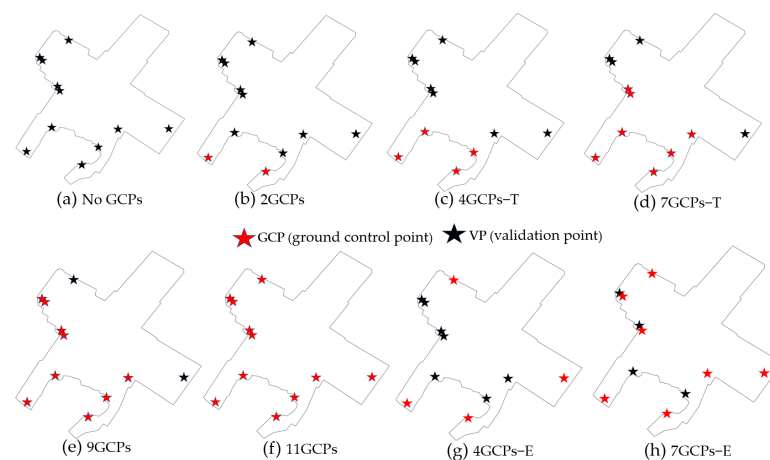 (a) No GCPs
(b) 2GCPs
(c) 4GCPs−T
(d) 7GCPs−T
GCP (ground control point)
VP (validation point)
(e) 9GCPs
(f) 11GCPs
(g) 4GCPs−E
(h) 7GCPs−E